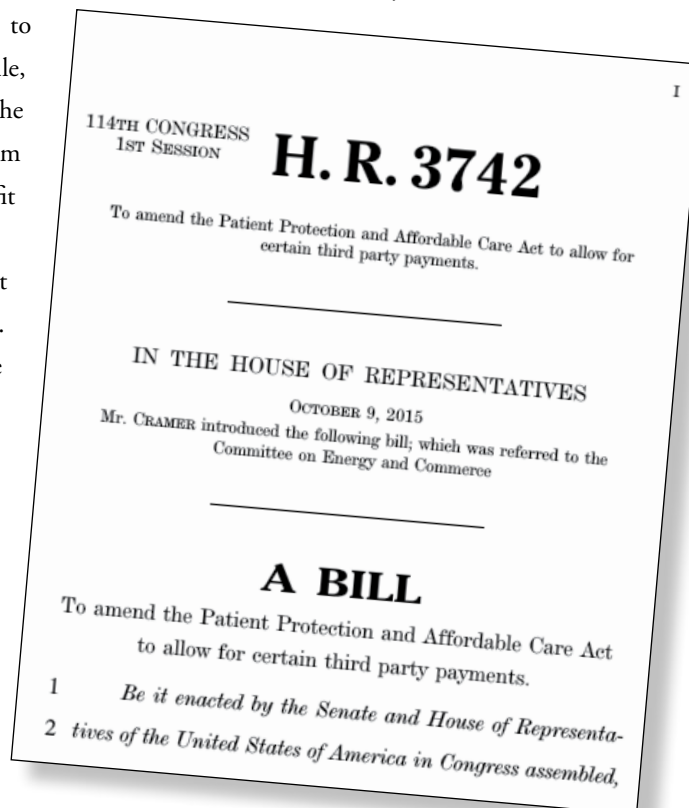 to
he
fit
I
114TH CONGRESS
1ST SESSION
H. R. 3742
To amend the Patient Protection and Affordable Care Act to allow for
certain third party payments.
IN THE HOUSE OF REPRESENTATIVES
OCTOBER 9, 2015
Mr. CRAMER introduced the following bill; which was referred to the
Committee on Energy and Commerce
A BILL
To amend the Patient Protection and Affordable Care Act
to allow for certain third party payments.
1 Be it enacted by the Senate and House of Representa-
2 tives of the United States of America in Congress assembled,